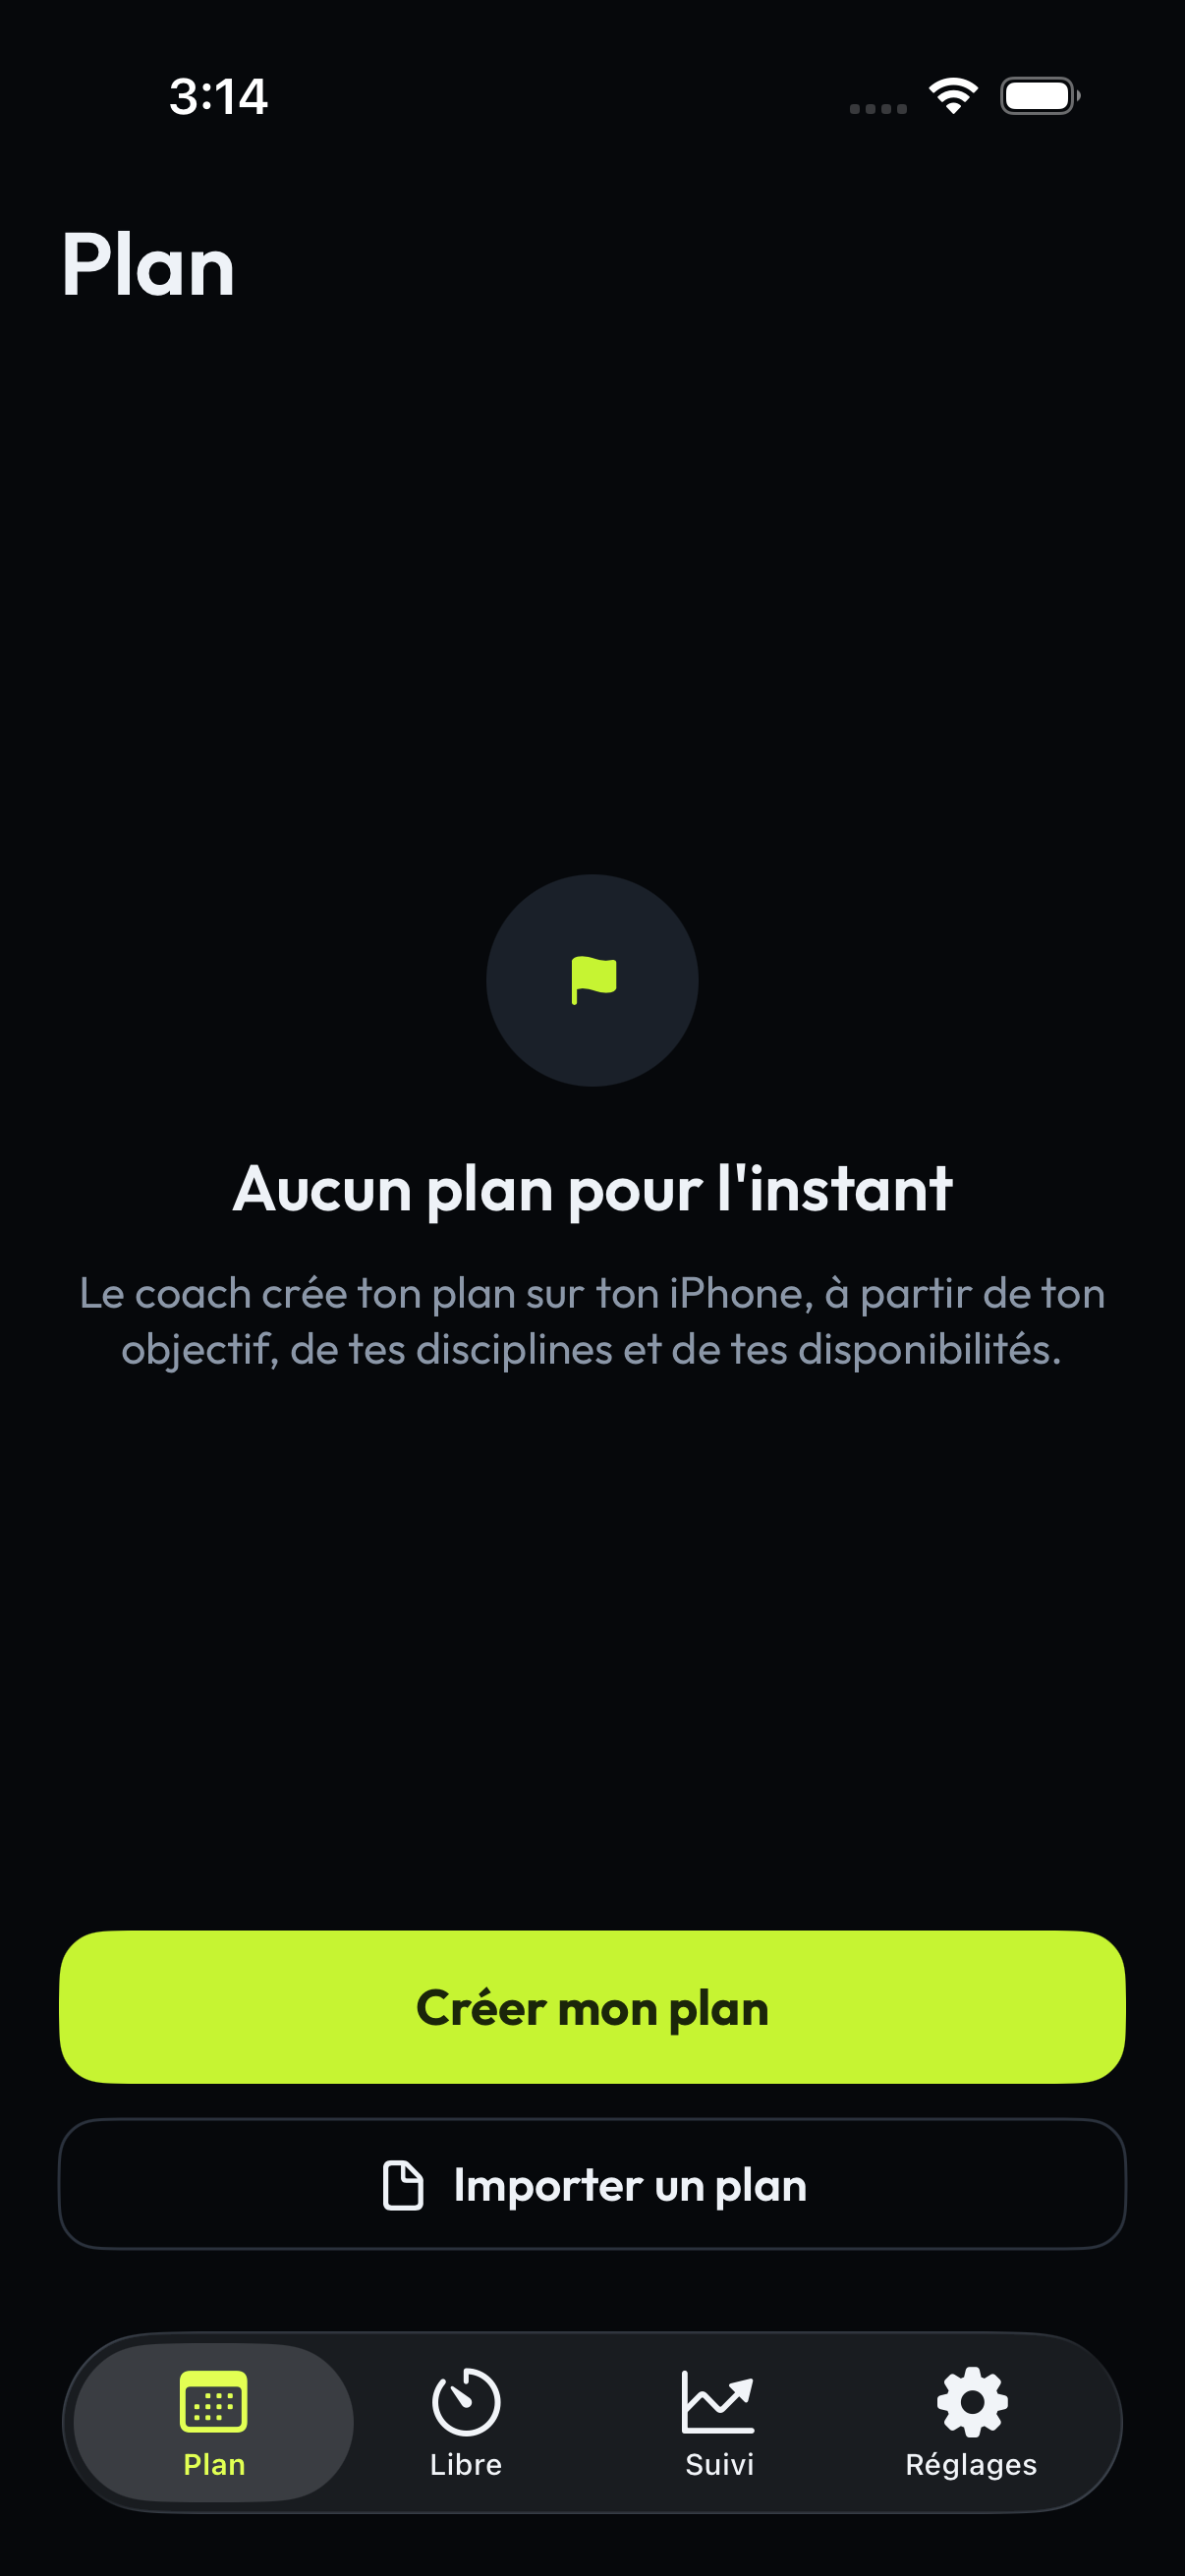 3:14
Plan
Aucun plan pour l'instant
Le coach crée ton plan sur ton iPhone, à partir de ton
objectif, de tes disciplines et de tes disponibilités.
Créer mon plan
Importer un plan
Plan
Libre
Suivi
Réglages